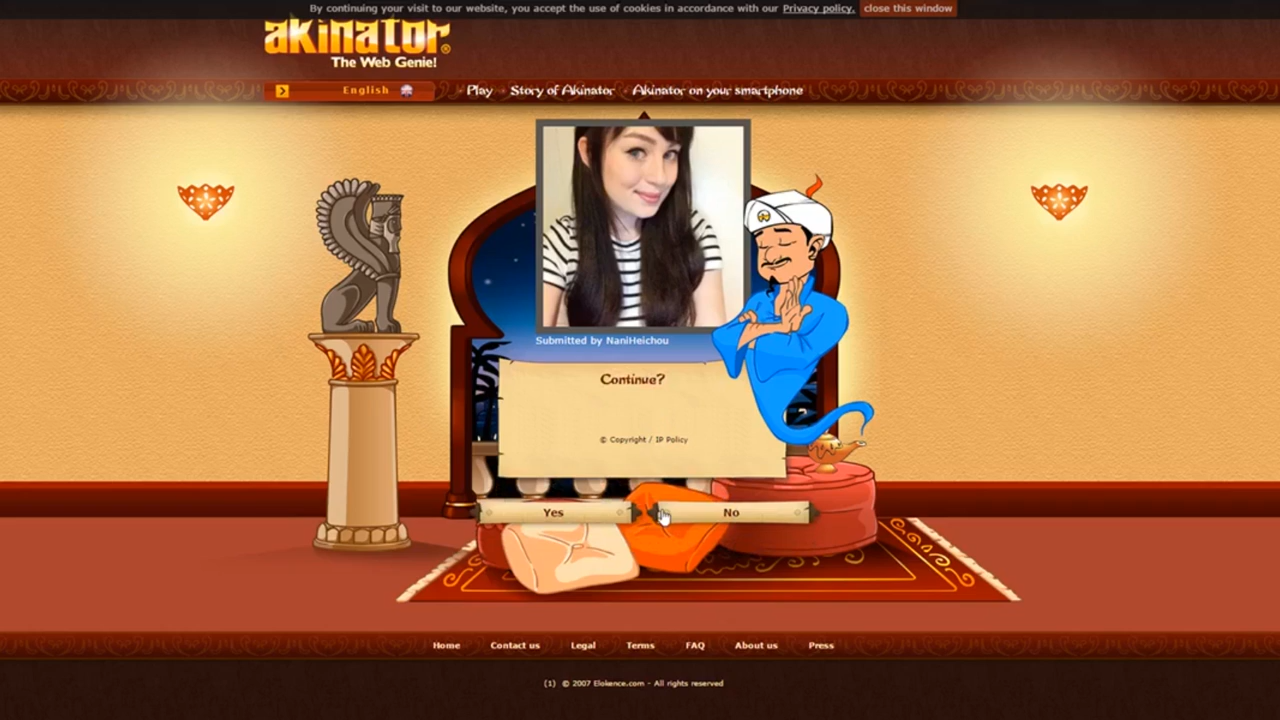 By continuing your visit to our website, you accept the use of cookies in accordance with our Privacy policy. close this window
akinator®
The Web Genie!
English Play Story of Akinator Akinator on your smartphone
Submitted by NaniHeichou
Continue?
© Copyright / IP Policy
Yes No
Home Contact us Legal Terms FAQ About us Press
(1) © 2007 Elokence.com - All rights reserved